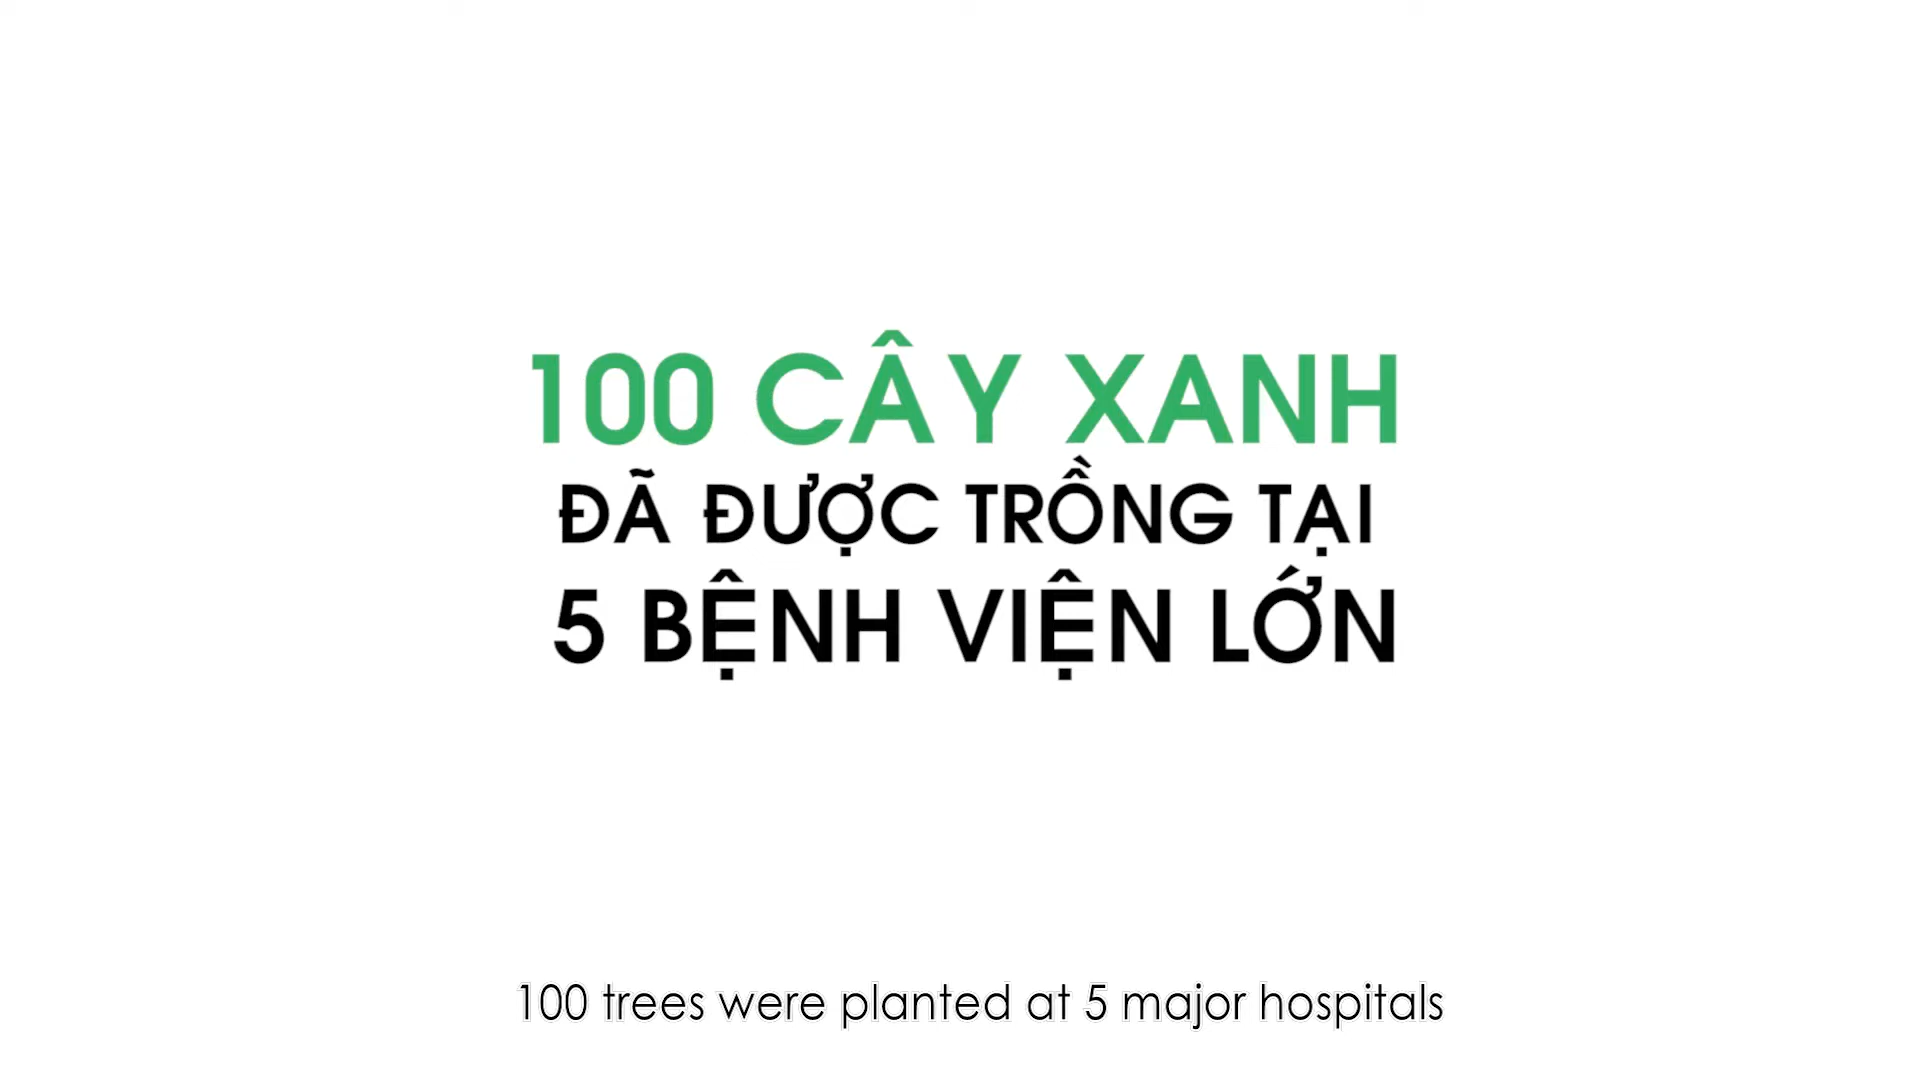 100 CÂY XANH
ĐÃ ĐƯỢC TRỒNG TẠI
5 BỆNH VIỆN LỚN
100 trees were planted at 5 major hospitals